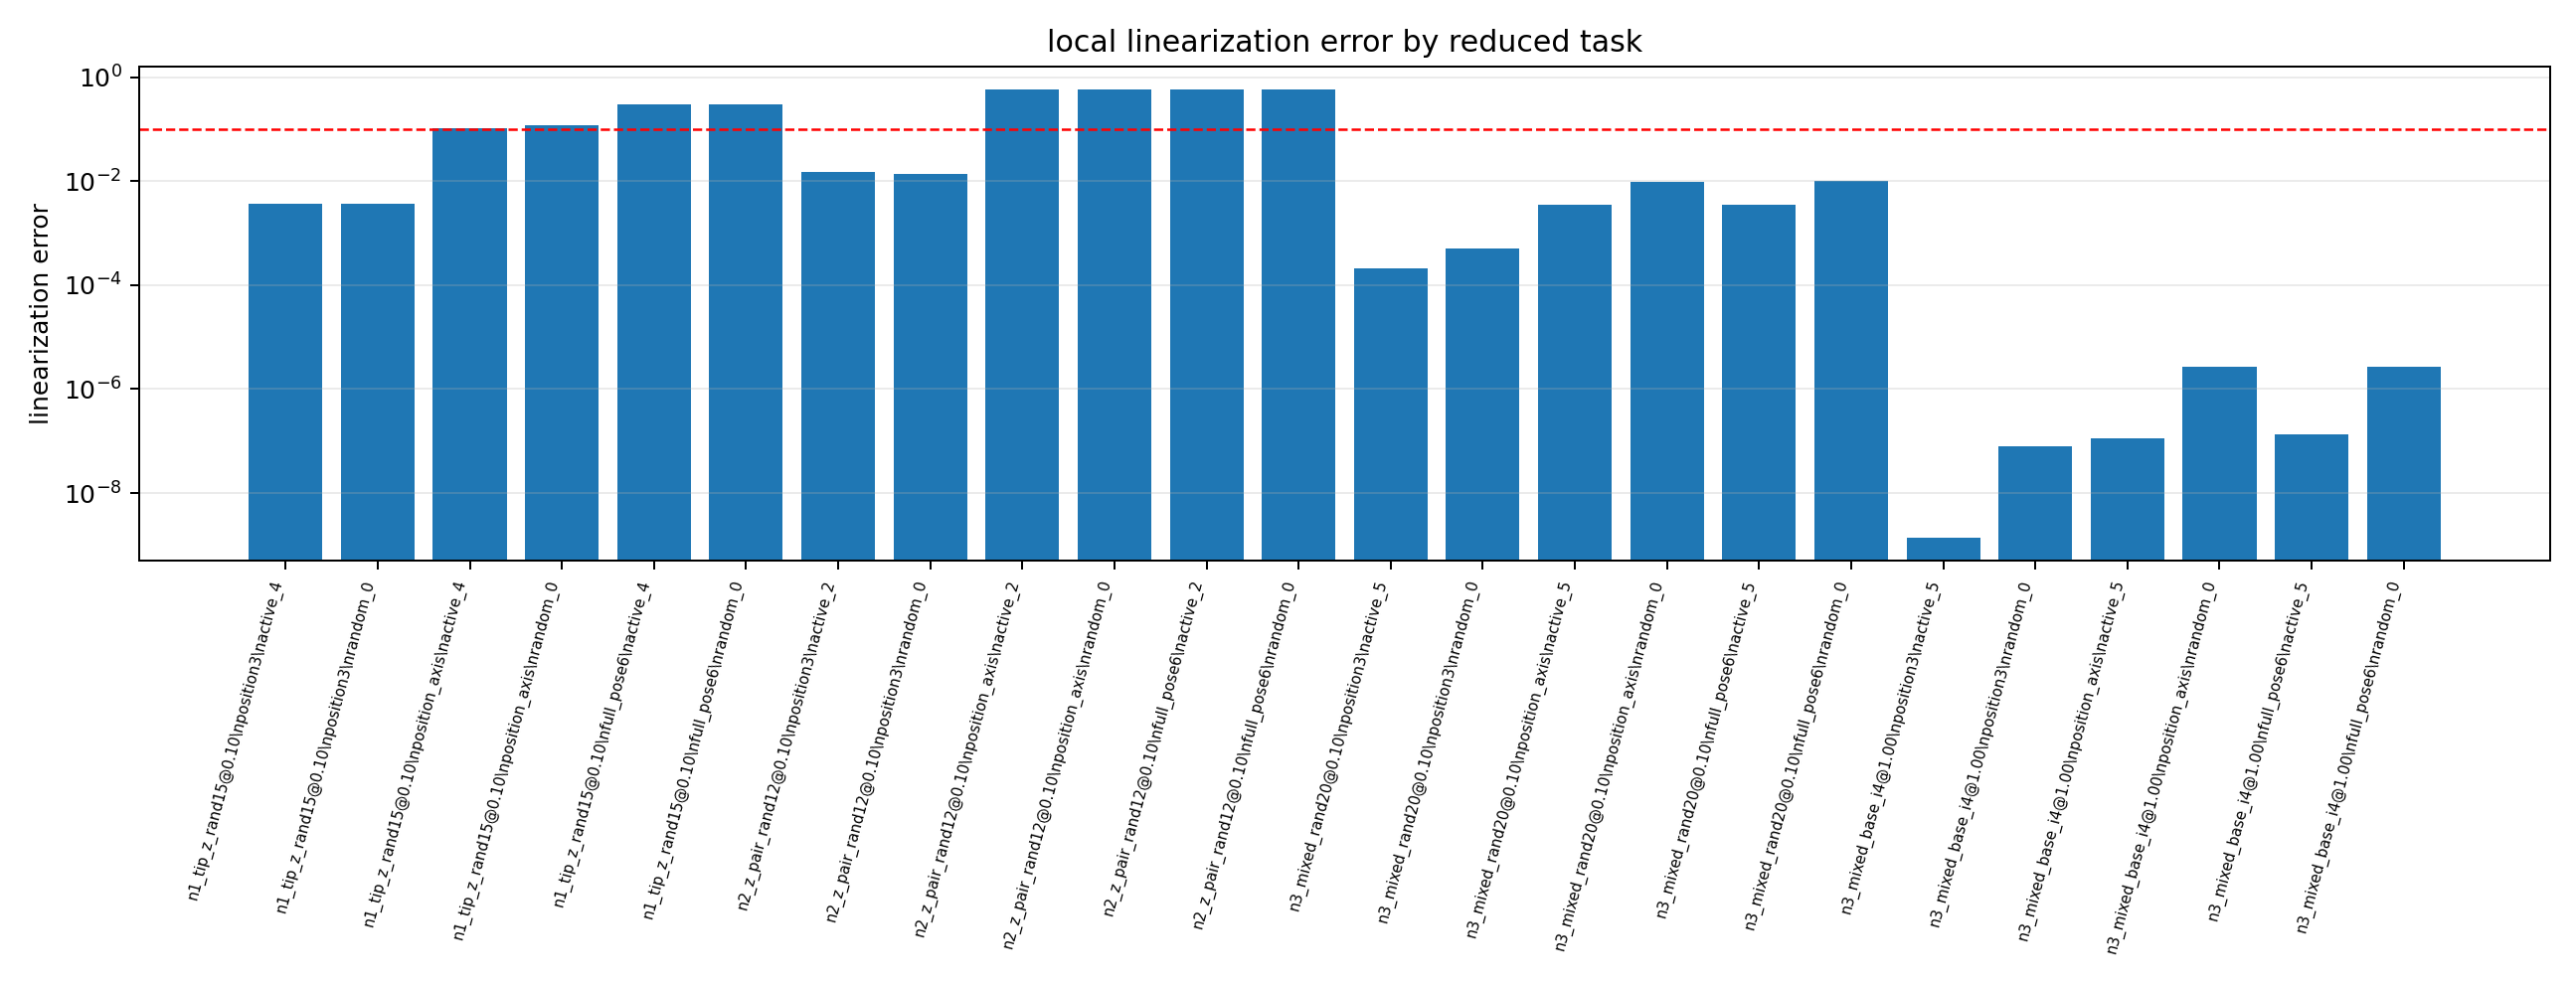 local linearization error by reduced task
linearization error
10^0
10^-2
10^-4
10^-6
10^-8
n1_tip_z_rand15@0.10\nposition3\nactive_4
n1_tip_z_rand15@0.10\nposition3\nrandom_0
n1_tip_z_rand15@0.10\nposition_axis\nactive_4
n1_tip_z_rand15@0.10\nposition_axis\nrandom_0
n1_tip_z_rand15@0.10\nfull_pose6\nactive_4
n1_tip_z_rand15@0.10\nfull_pose6\nrandom_0
n2_z_pair_rand12@0.10\nposition3\nactive_2
n2_z_pair_rand12@0.10\nposition3\nrandom_0
n2_z_pair_rand12@0.10\nposition_axis\nactive_2
n2_z_pair_rand12@0.10\nposition_axis\nrandom_0
n2_z_pair_rand12@0.10\nfull_pose6\nactive_2
n2_z_pair_rand12@0.10\nfull_pose6\nrandom_0
n3_mixed_rand20@0.10\nposition3\nactive_5
n3_mixed_rand20@0.10\nposition3\nrandom_0
n3_mixed_rand20@0.10\nposition_axis\nactive_5
n3_mixed_rand20@0.10\nposition_axis\nrandom_0
n3_mixed_rand20@0.10\nfull_pose6\nactive_5
n3_mixed_rand20@0.10\nfull_pose6\nrandom_0
n3_mixed_base_i4@1.00\nposition3\nactive_5
n3_mixed_base_i4@1.00\nposition3\nrandom_0
n3_mixed_base_i4@1.00\nposition_axis\nactive_5
n3_mixed_base_i4@1.00\nposition_axis\nrandom_0
n3_mixed_base_i4@1.00\nfull_pose6\nactive_5
n3_mixed_base_i4@1.00\nfull_pose6\nrandom_0